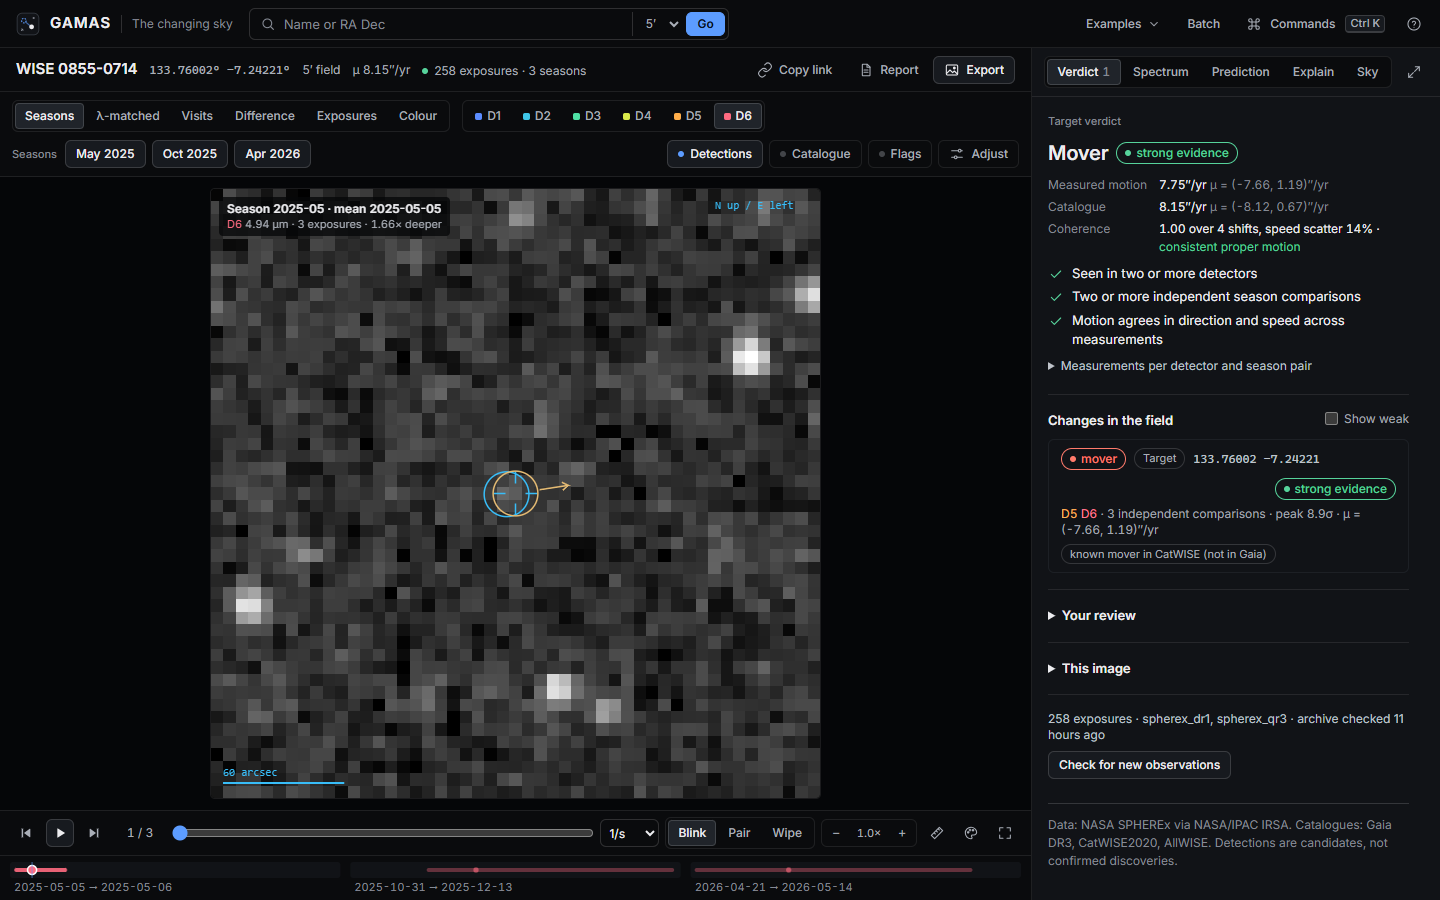 GAMAS The changing sky Name or RA Dec 5′ Go Examples Batch Commands Ctrl K
WISE 0855-0714 133.76002° −7.24221° 5′ field μ 8.15″/yr 258 exposures · 3 seasons Copy link Report Export
Seasons λ-matched Visits Difference Exposures Colour D1 D2 D3 D4 D5 D6
Seasons May 2025 Oct 2025 Apr 2026 Detections Catalogue Flags Adjust
Season 2025-05 · mean 2025-05-05
D6 4.94 μm · 3 exposures · 1.66× deeper
N up / E left
60 arcsec
1 / 3 1/s Blink Pair Wipe − 1.0× +
2025-05-05 → 2025-05-06 2025-10-31 → 2025-12-13 2026-04-21 → 2026-05-14
Verdict 1 Spectrum Prediction Explain Sky
Target verdict
Mover strong evidence
Measured motion 7.75″/yr μ = (-7.66, 1.19)″/yr
Catalogue 8.15″/yr μ = (-8.12, 0.67)″/yr
Coherence 1.00 over 4 shifts, speed scatter 14% ·
consistent proper motion
Seen in two or more detectors
Two or more independent season comparisons
Motion agrees in direction and speed across
measurements
Measurements per detector and season pair
Changes in the field Show weak
mover Target 133.76002 −7.24221
strong evidence
D5 D6 · 3 independent comparisons · peak 8.9σ · μ =
(-7.66, 1.19)″/yr
known mover in CatWISE (not in Gaia)
Your review
This image
258 exposures · spherex_dr1, spherex_qr3 · archive checked 11
hours ago
Check for new observations
Data: NASA SPHEREx via NASA/IPAC IRSA. Catalogues: Gaia
DR3, CatWISE2020, AllWISE. Detections are candidates, not
confirmed discoveries.